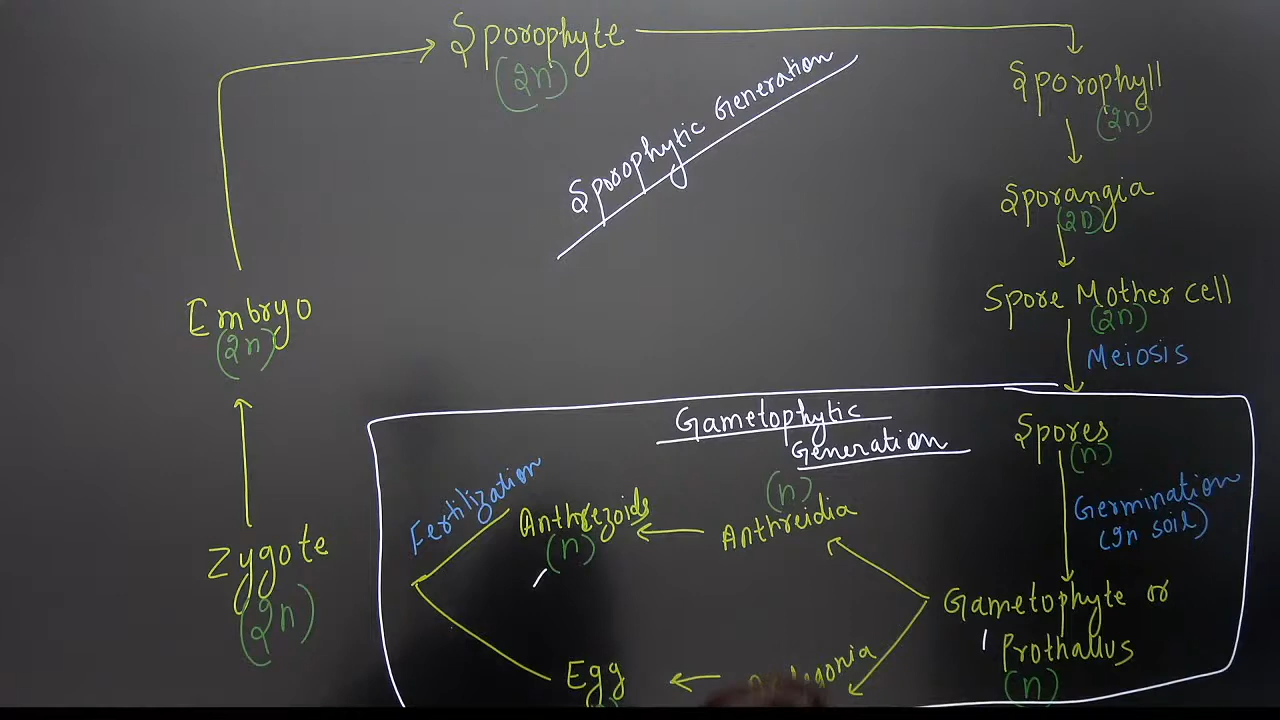 Sporophyte
(2n)
Sporophyll
(2n)
Sporophytic Generation
Sporangia
(2n)
Spore Mother cell
(2n)
Meiosis
Embryo
(2n)
Gametophytic
Generation
Spores
(n)
Germination
(In soil)
Fertilization
Anthrezoids
(n)
(n)
Anthreidia
Zygote
(2n)
Gametophyte or
Prothallus
(n)
Egg